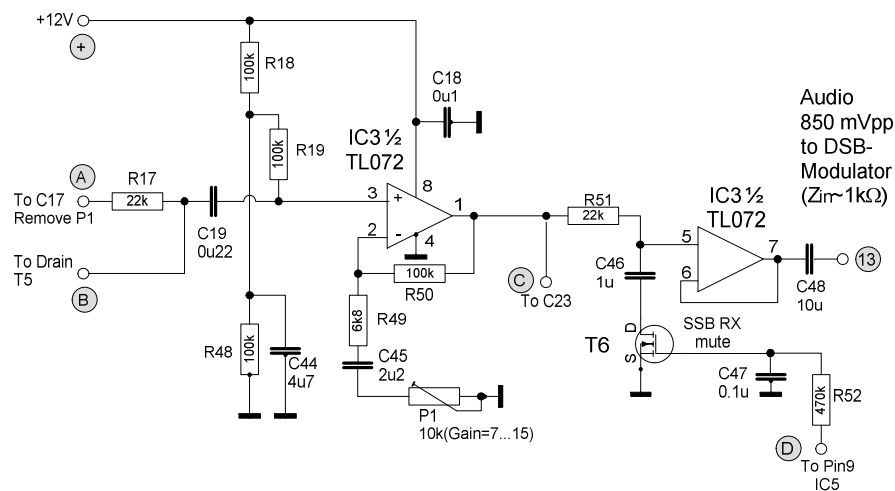 +12V
+
R18
100k
C18
0u1
R19
100k
IC3 ½
TL072
Audio
850 mVpp
to DSB-
Modulator
(Zin~1kΩ)
A
To C17
Remove P1
R17
22k
C19
0u22
3
+
8
1
2
-
4
R51
22k
IC3 ½
TL072
5
7
6
To Drain
T5
B
100k
R50
C
To C23
C46
1u
C48
10u
13
R49
6k8
R48
100k
C44
4u7
C45
2u2
T6
D
S
SSB RX
mute
C47
0.1u
R52
470k
P1
10k(Gain=7...15)
D
To Pin9
IC5